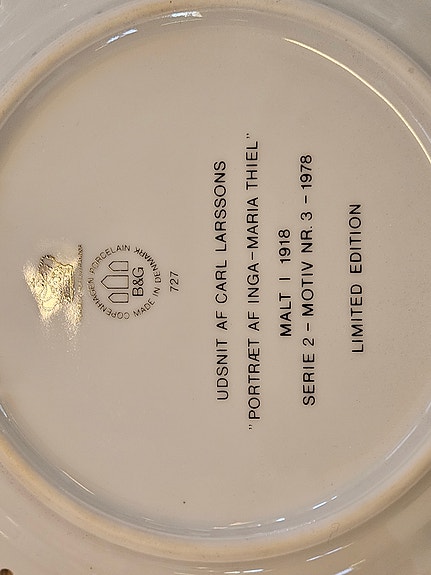 COPENHAGEN PORCELAIN
B&G
MADE IN DENMARK
727
UDSNIT AF CARL LARSSONS
"PORTRÆT AF INGA-MARIA THIEL"
MALT I 1918
SERIE 2 - MOTIV NR. 3 - 1978
LIMITED EDITION